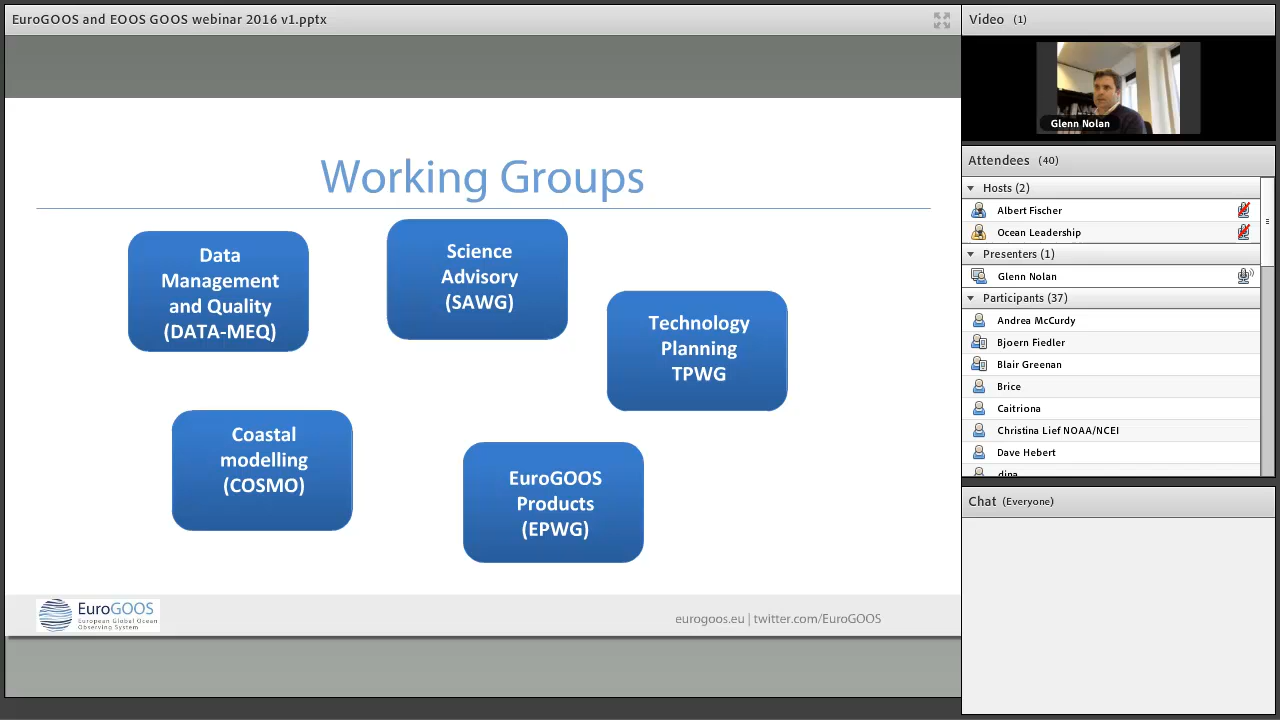 EuroGOOS and EOOS GOOS webinar 2016 v1.pptx
Working Groups
Data
Management
and Quality
(DATA-MEQ)
Science
Advisory
(SAWG)
Technology
Planning
TPWG
Coastal
modelling
(COSMO)
EuroGOOS
Products
(EPWG)
EuroGOOS
European Global Ocean
Observing System
eurogoos.eu | twitter.com/EuroGOOS
Video (1)
Glenn Nolan
Attendees (40)
Hosts (2)
Albert Fischer
Ocean Leadership
Presenters (1)
Glenn Nolan
Participants (37)
Andrea McCurdy
Bjoern Fiedler
Blair Greenan
Brice
Caitriona
Christina Lief NOAA/NCEI
Dave Hebert
dina
Chat (Everyone)